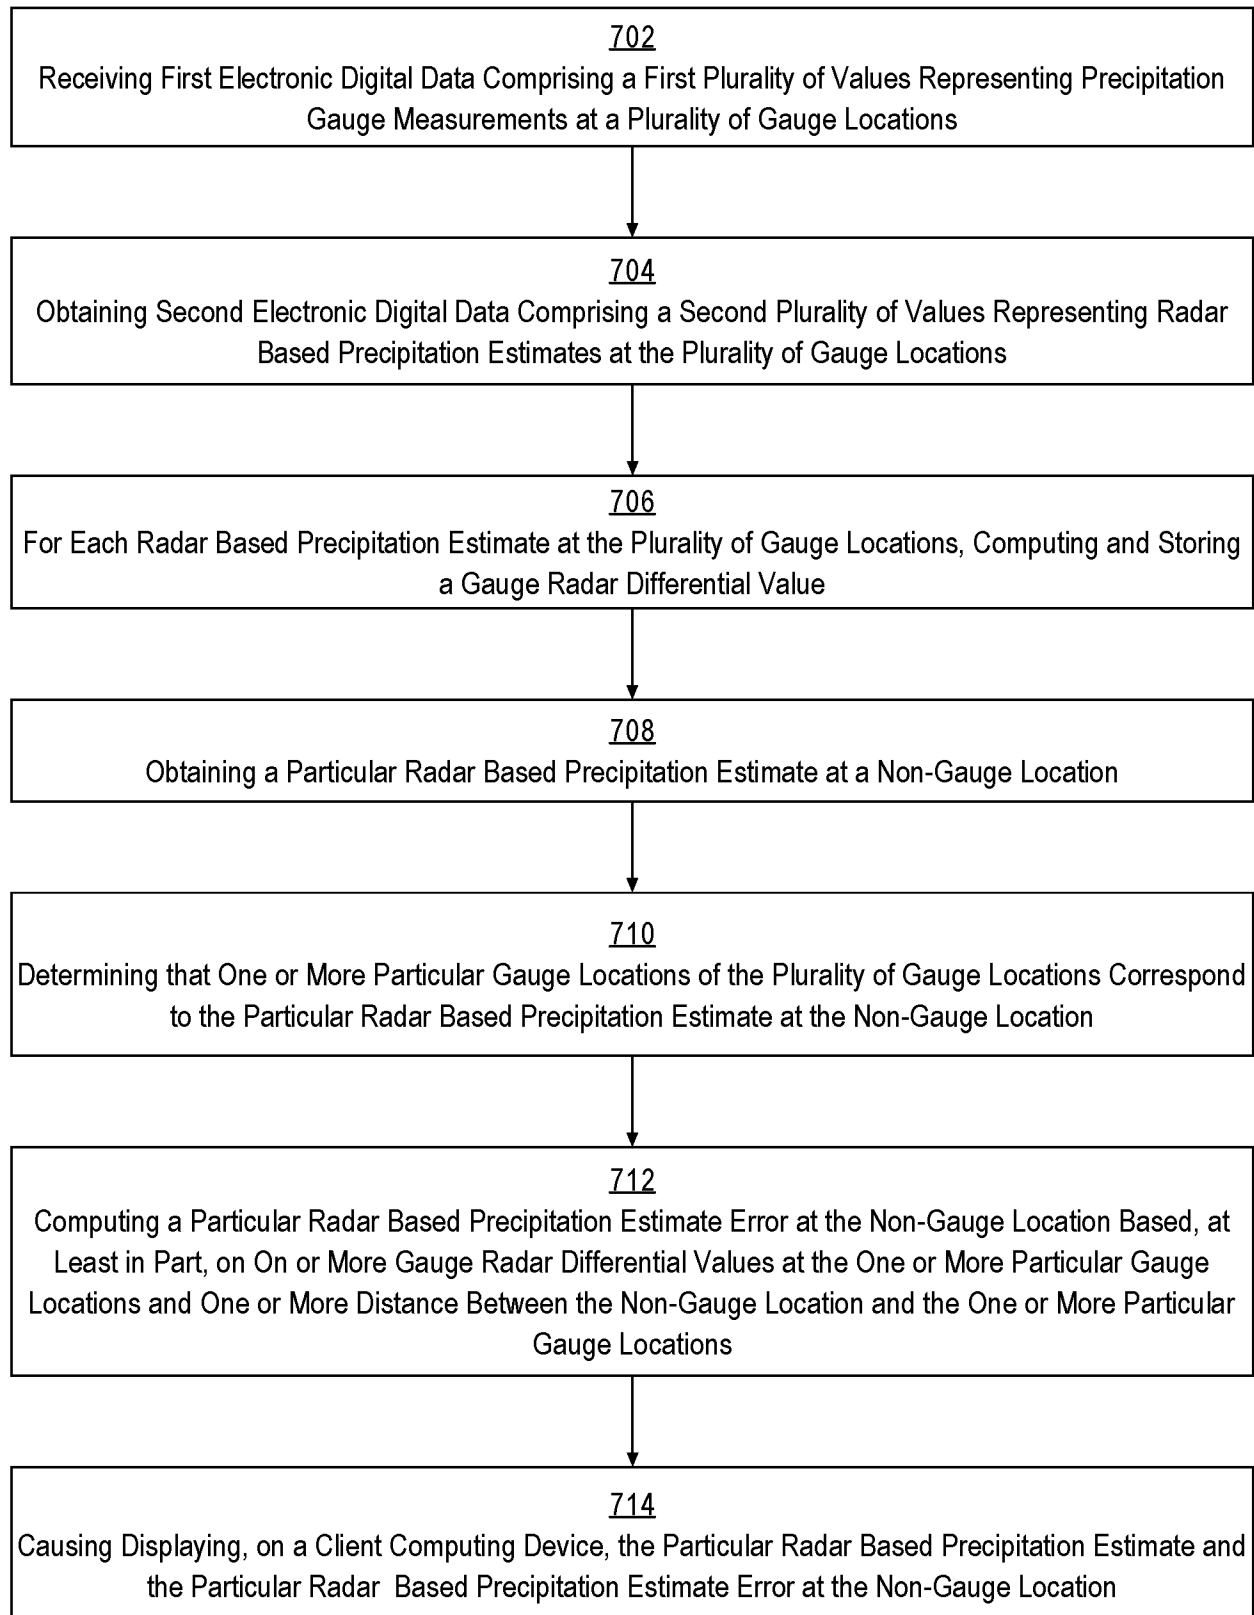 702
Receiving First Electronic Digital Data Comprising a First Plurality of Values Representing Precipitation
Gauge Measurements at a Plurality of Gauge Locations
704
Obtaining Second Electronic Digital Data Comprising a Second Plurality of Values Representing Radar
Based Precipitation Estimates at the Plurality of Gauge Locations
706
For Each Radar Based Precipitation Estimate at the Plurality of Gauge Locations, Computing and Storing
a Gauge Radar Differential Value
708
Obtaining a Particular Radar Based Precipitation Estimate at a Non-Gauge Location
710
Determining that One or More Particular Gauge Locations of the Plurality of Gauge Locations Correspond
to the Particular Radar Based Precipitation Estimate at the Non-Gauge Location
712
Computing a Particular Radar Based Precipitation Estimate Error at the Non-Gauge Location Based, at
Least in Part, on On or More Gauge Radar Differential Values at the One or More Particular Gauge
Locations and One or More Distance Between the Non-Gauge Location and the One or More Particular
Gauge Locations
714
Causing Displaying, on a Client Computing Device, the Particular Radar Based Precipitation Estimate and
the Particular Radar Based Precipitation Estimate Error at the Non-Gauge Location